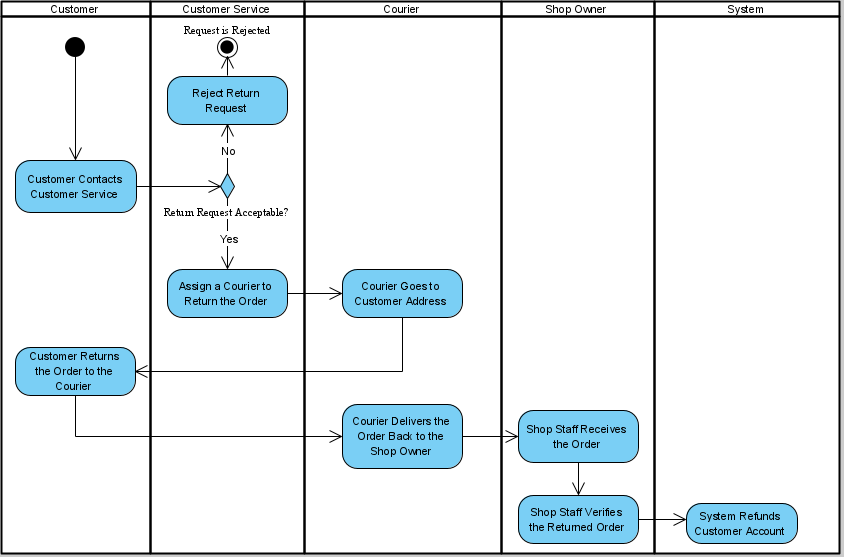 Customer
Customer Service
Courier
Shop Owner
System
Request is Rejected
Reject Return
Request
No
Customer Contacts
Customer Service
Return Request Acceptable?
Yes
Assign a Courier to
Return the Order
Courier Goes to
Customer Address
Customer Returns
the Order to the
Courier
Courier Delivers the
Order Back to the
Shop Owner
Shop Staff Receives
the Order
Shop Staff Verifies
the Returned Order
System Refunds
Customer Account